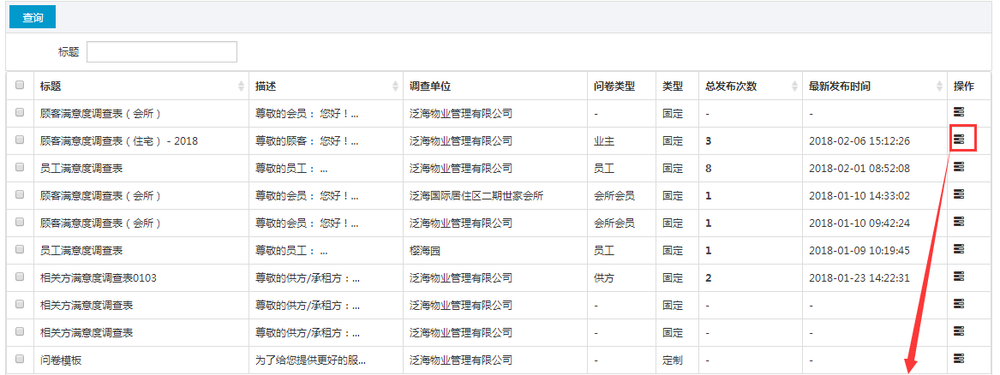 查询
标题
标题 描述 调查单位 问卷类型 类型 总发布次数 最新发布时间 操作
顾客满意度调查表（会所） 尊敬的会员： 您好！... 泛海物业管理有限公司 - 固定 - -
顾客满意度调查表（住宅） - 2018 尊敬的顾客： 您好！... 泛海物业管理有限公司 业主 固定 3 2018-02-06 15:12:26
员工满意度调查表 尊敬的员工： ... 泛海物业管理有限公司 员工 固定 8 2018-02-01 08:52:08
顾客满意度调查表（会所） 尊敬的会员： 您好！... 泛海国际居住区二期世家会所 会所会员 固定 1 2018-01-10 14:33:02
顾客满意度调查表（会所） 尊敬的会员： 您好！... 泛海物业管理有限公司 会所会员 固定 1 2018-01-10 09:42:24
员工满意度调查表 尊敬的员工： ... 樱海园 员工 固定 1 2018-01-09 10:19:45
相关方满意度调查表0103 尊敬的供方/承租方：... 泛海物业管理有限公司 供方 固定 2 2018-01-23 14:22:31
相关方满意度调查表 尊敬的供方/承租方：... 泛海物业管理有限公司 - 固定 - -
相关方满意度调查表 尊敬的供方/承租方：... 泛海物业管理有限公司 - 固定 - -
问卷模板 为了给您提供更好的服... 泛海物业管理有限公司 - 定制 - -